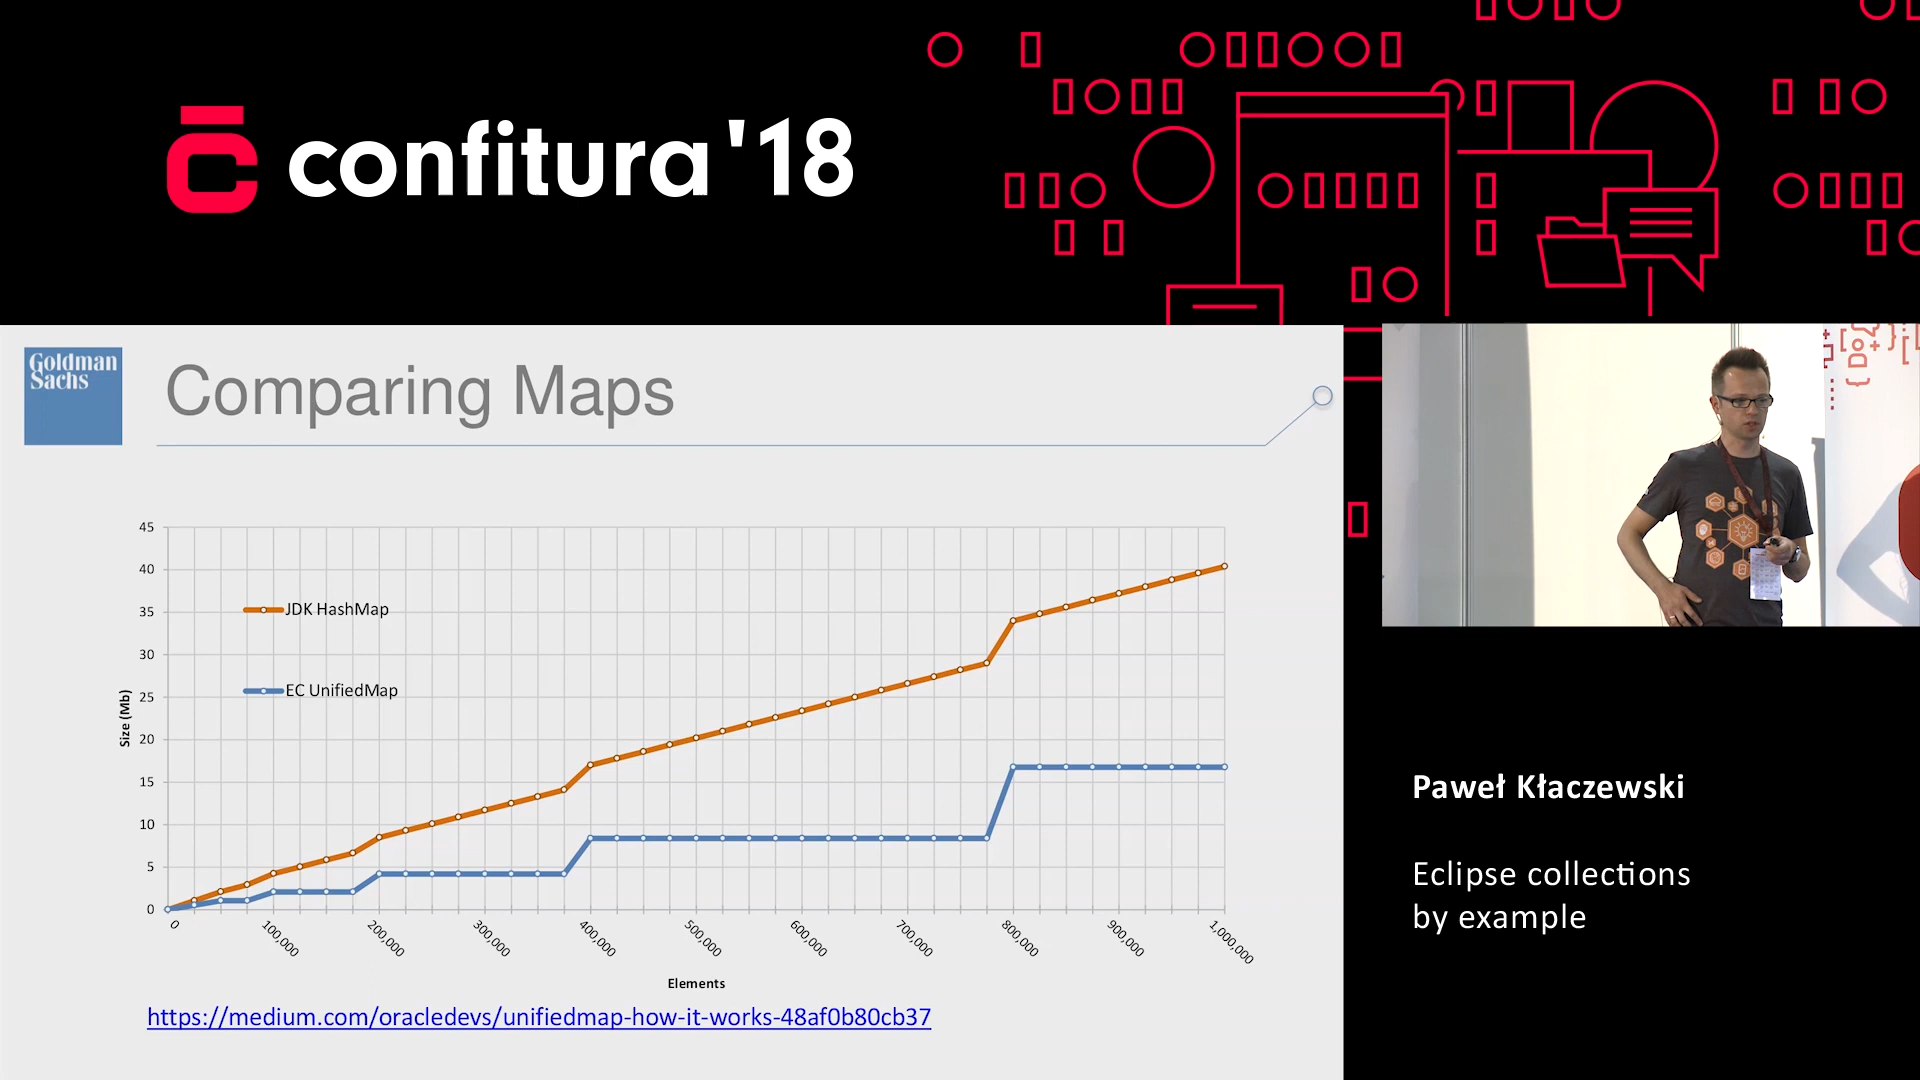 confitura '18
Goldman
Sachs
Comparing Maps
45
40
35
30
25
20
15
10
5
0
Size (Mb)
JDK HashMap
EC UnifiedMap
0
100,000
200,000
300,000
400,000
500,000
600,000
700,000
800,000
900,000
1,000,000
Elements
https://medium.com/oracledevs/unifiedmap-how-it-works-48af0b80cb37
Paweł Kłaczewski
Eclipse collections
by example